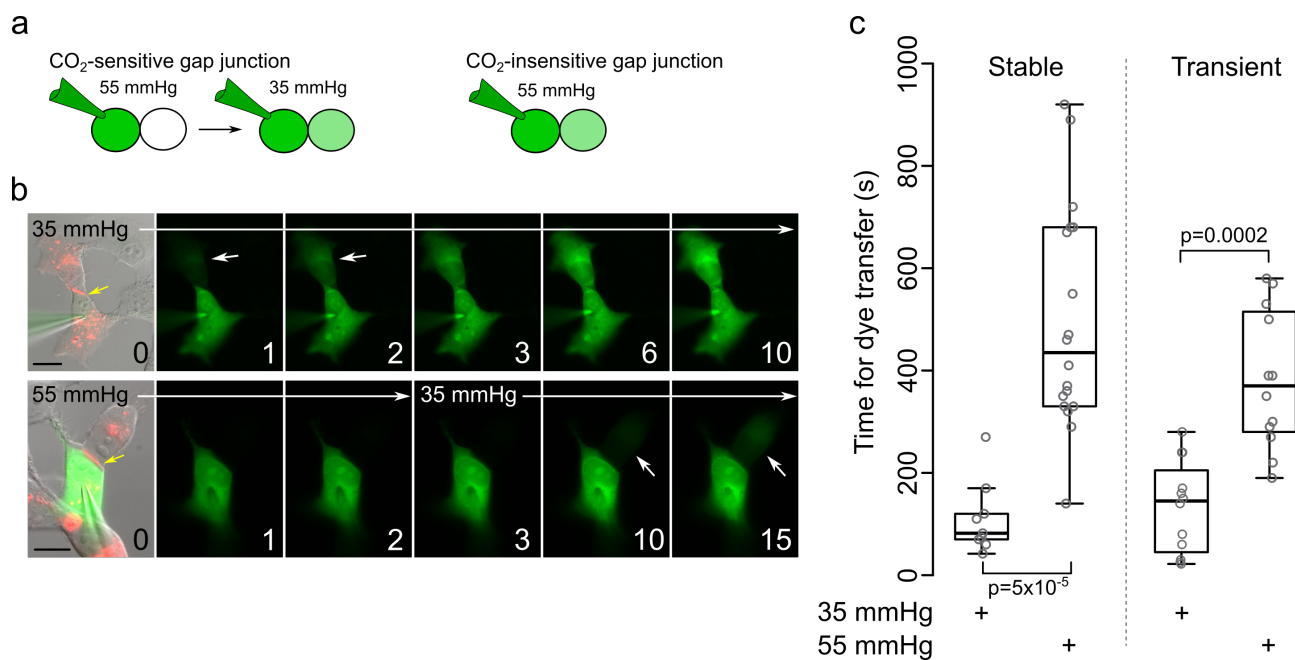 a
CO₂-sensitive gap junction
55 mmHg
35 mmHg
CO₂-insensitive gap junction
55 mmHg
b
35 mmHg
0
1
2
3
6
10
55 mmHg
35 mmHg
0
1
2
3
10
15
c
Time for dye transfer (s)
1000
800
600
400
200
0
Stable
Transient
p=0.0002
p=5x10⁻⁵
35 mmHg + +
55 mmHg + +